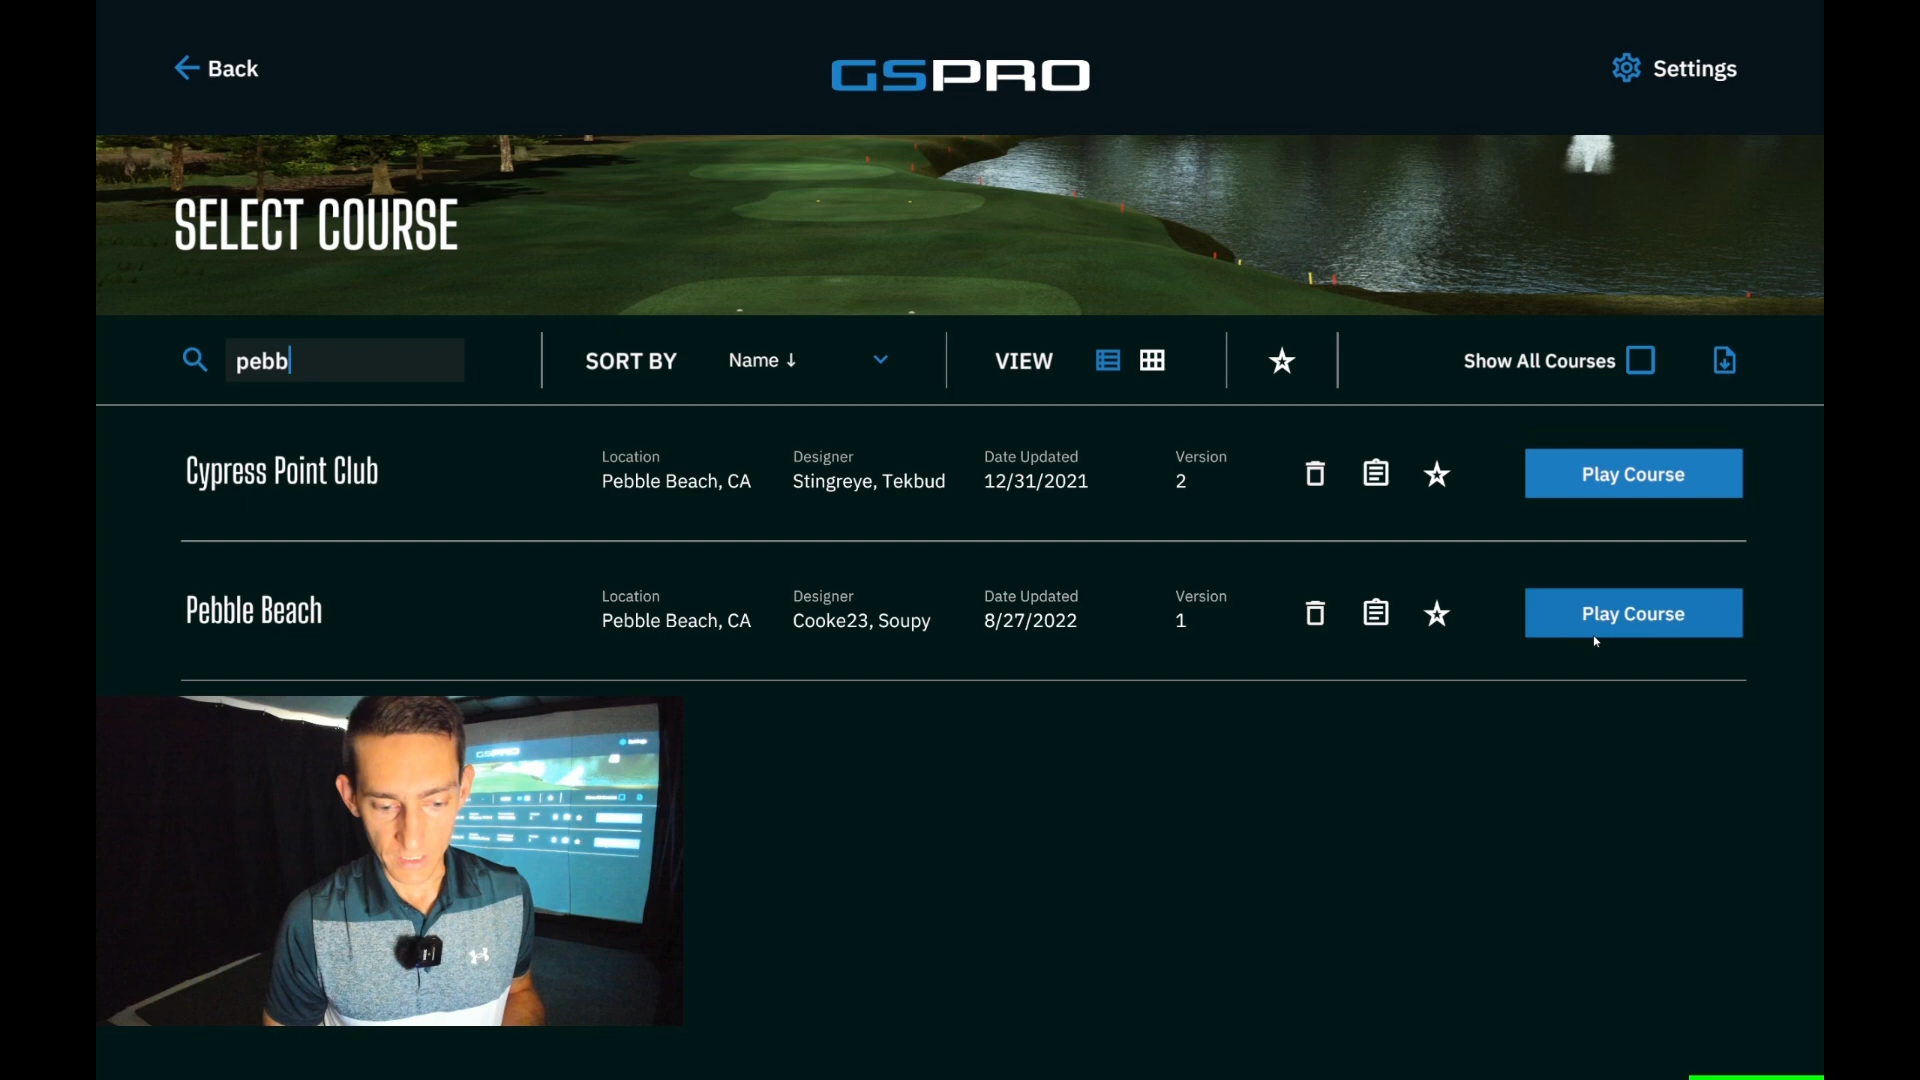 Back
GSPRO
Settings
SELECT COURSE
pebb
SORT BY
Name ↓
VIEW
Show All Courses
Cypress Point Club
Location
Pebble Beach, CA
Designer
Stingreye, Tekbud
Date Updated
12/31/2021
Version
2
Play Course
Pebble Beach
Location
Pebble Beach, CA
Designer
Cooke23, Soupy
Date Updated
8/27/2022
Version
1
Play Course
GSPRO